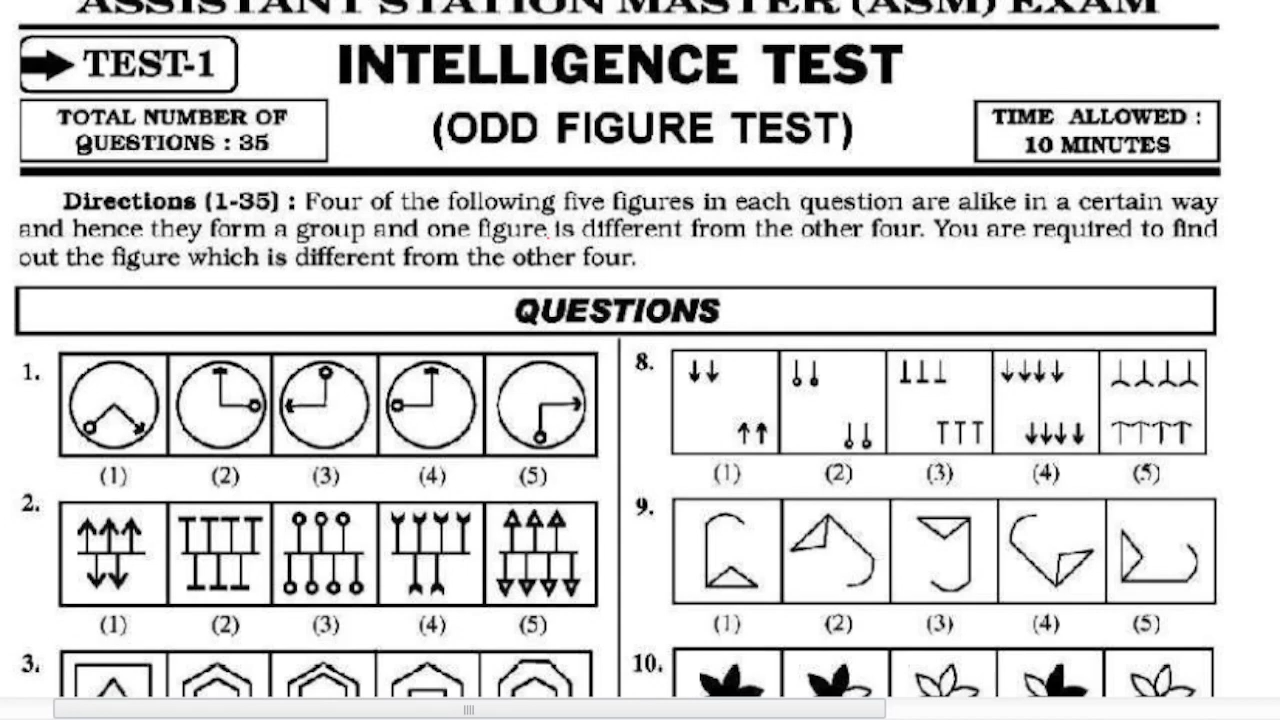 ASSISTANT STATION MASTER (ASM) EXAM
TEST-1
INTELLIGENCE TEST
TOTAL NUMBER OF
QUESTIONS : 35
(ODD FIGURE TEST)
TIME ALLOWED :
10 MINUTES
Directions (1-35) : Four of the following five figures in each question are alike in a certain way
and hence they form a group and one figure is different from the other four. You are required to find
out the figure which is different from the other four.
QUESTIONS
1.
(1) (2) (3) (4) (5)
2.
(1) (2) (3) (4) (5)
3.
8.
(1) (2) (3) (4) (5)
9.
(1) (2) (3) (4) (5)
10.